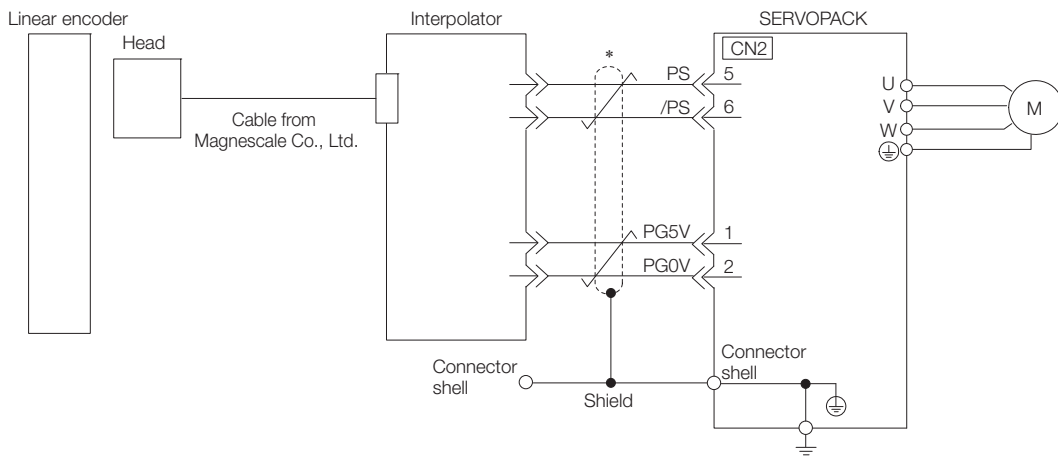 Linear encoder
Head
Cable from
Magnescale Co., Ltd.
Interpolator
*
SERVOPACK
CN2
PS
5
/PS
6
PG5V
1
PG0V
2
U
V
W
M
Connector
shell
Shield
Connector
shell